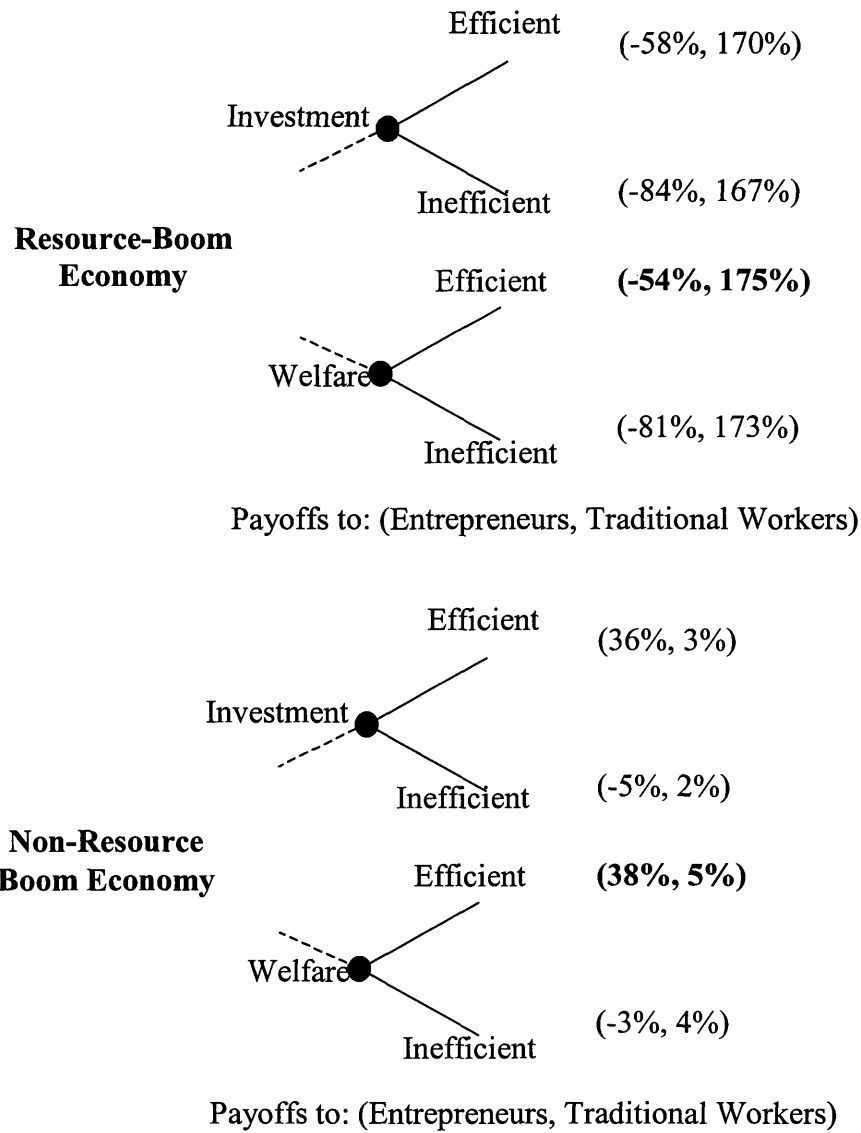 Efficient
(-58%, 170%)
Investment
Inefficient
(-84%, 167%)
Resource-Boom
Economy
Efficient
(-54%, 175%)
Welfare
Inefficient
(-81%, 173%)
Payoffs to: (Entrepreneurs, Traditional Workers)
Efficient
(36%, 3%)
Investment
Inefficient
(-5%, 2%)
Non-Resource
Boom Economy
Efficient
(38%, 5%)
Welfare
Inefficient
(-3%, 4%)
Payoffs to: (Entrepreneurs, Traditional Workers)